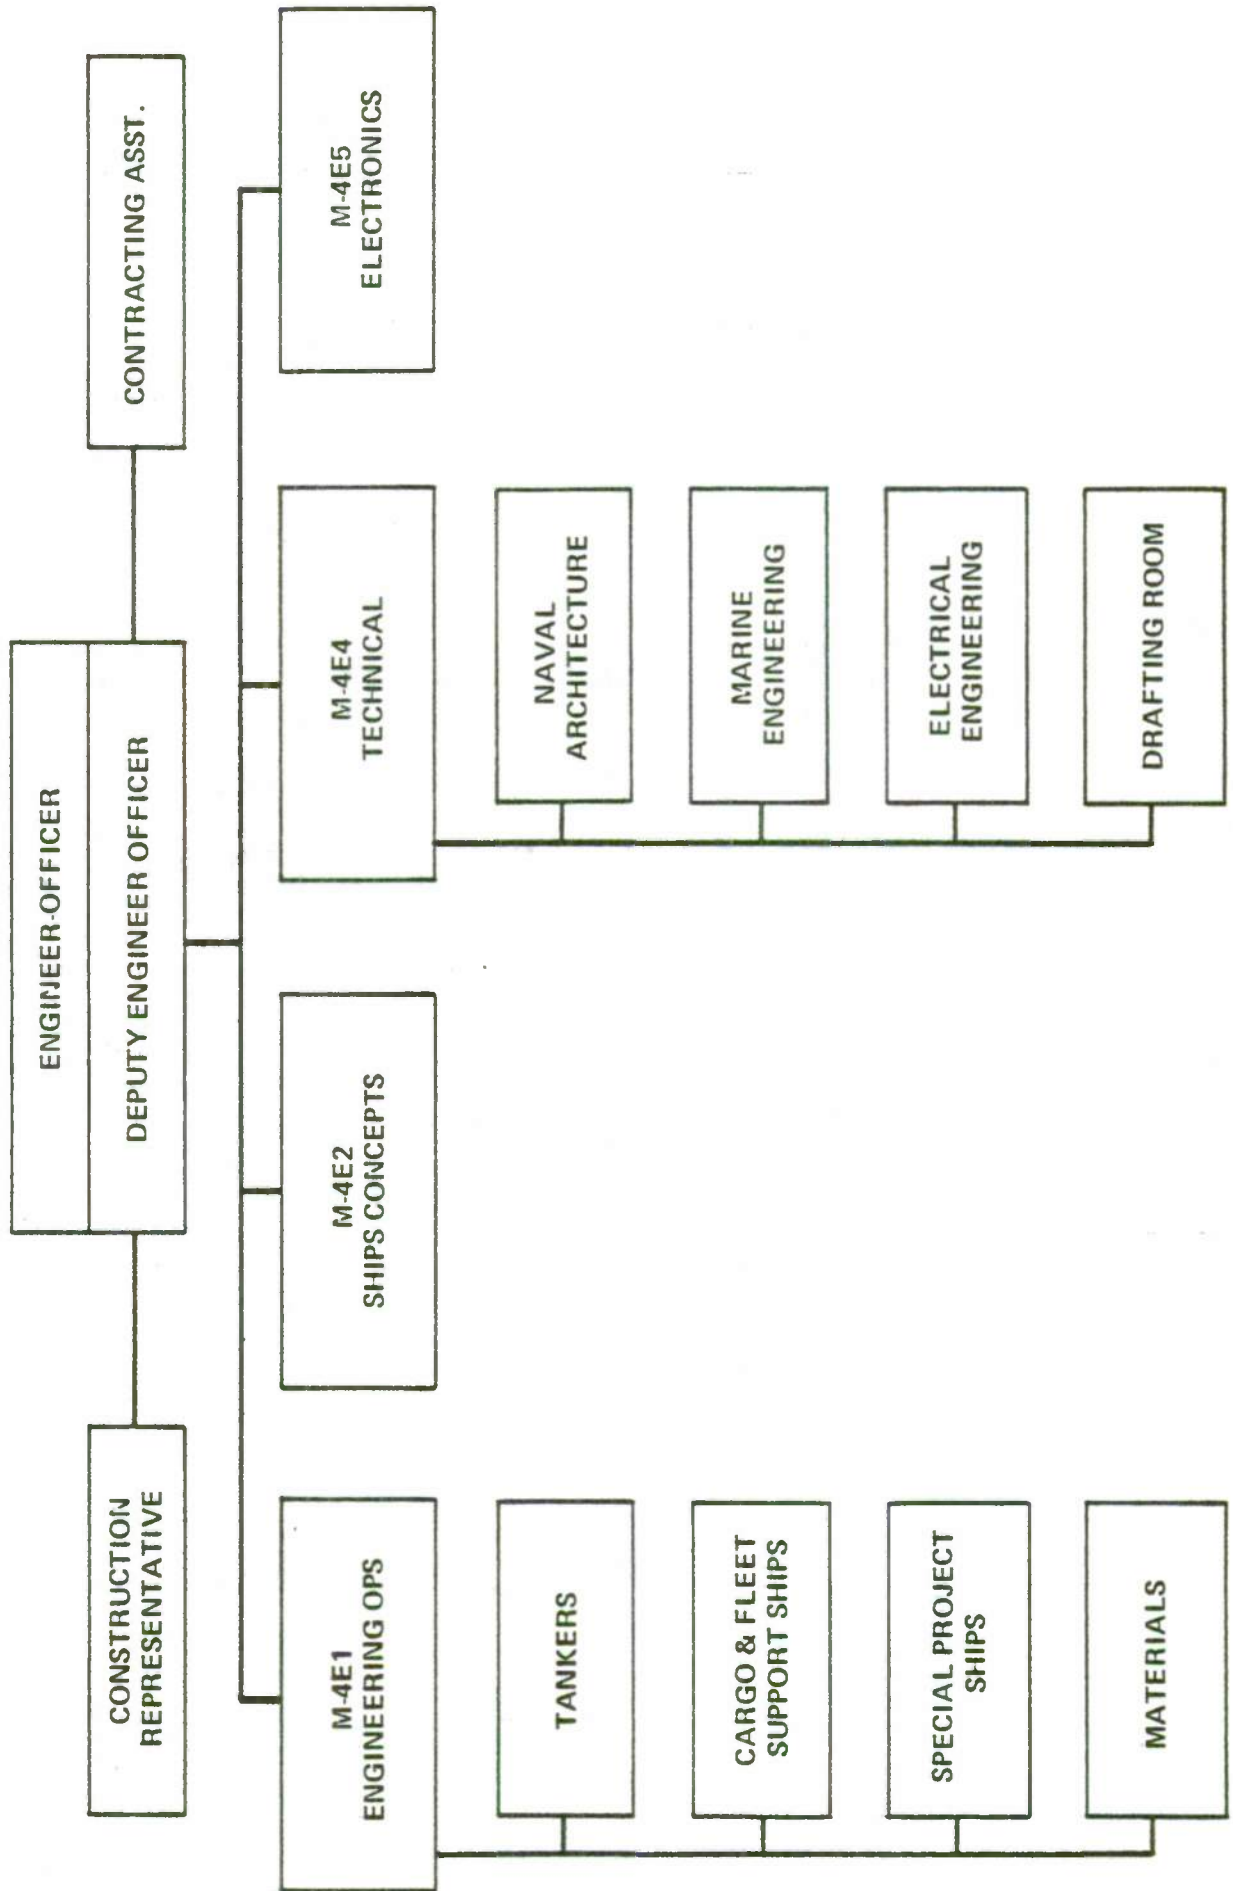 ENGINEER-OFFICER
DEPUTY ENGINEER OFFICER
CONSTRUCTION
REPRESENTATIVE
CONTRACTING ASST.
M-4E1
ENGINEERING OPS
M-4E2
SHIPS CONCEPTS
M-4E4
TECHNICAL
M-4E5
ELECTRONICS
TANKERS
CARGO & FLEET
SUPPORT SHIPS
SPECIAL PROJECT
SHIPS
MATERIALS
NAVAL
ARCHITECTURE
MARINE
ENGINEERING
ELECTRICAL
ENGINEERING
DRAFTING ROOM